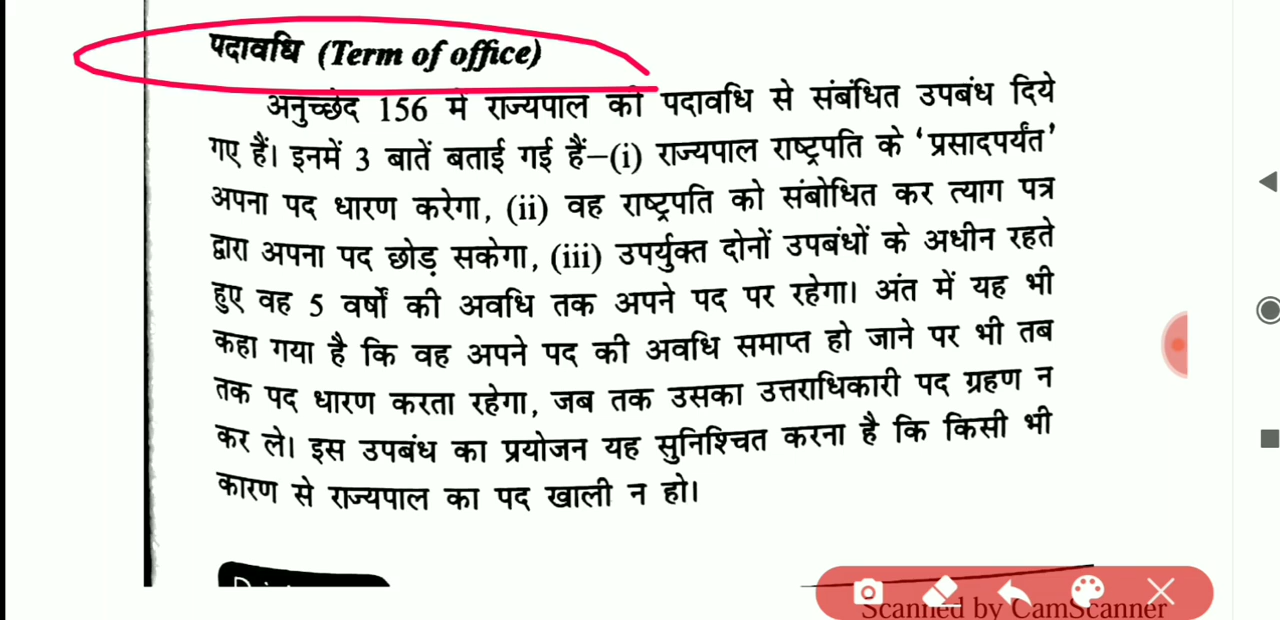 पदावधि (Term of office)
अनुच्छेद 156 में राज्यपाल की पदावधि से संबंधित उपबंध दिये
गए हैं। इनमें 3 बातें बताई गई हैं–(i) राज्यपाल राष्ट्रपति के ‘प्रसादपर्यंत’
अपना पद धारण करेगा, (ii) वह राष्ट्रपति को संबोधित कर त्याग पत्र
द्वारा अपना पद छोड़ सकेगा, (iii) उपर्युक्त दोनों उपबंधों के अधीन रहते
हुए वह 5 वर्षों की अवधि तक अपने पद पर रहेगा। अंत में यह भी
कहा गया है कि वह अपने पद की अवधि समाप्त हो जाने पर भी तब
तक पद धारण करता रहेगा, जब तक उसका उत्तराधिकारी पद ग्रहण न
कर ले। इस उपबंध का प्रयोजन यह सुनिश्चित करना है कि किसी भी
कारण से राज्यपाल का पद खाली न हो।
Scanned by CamScanner